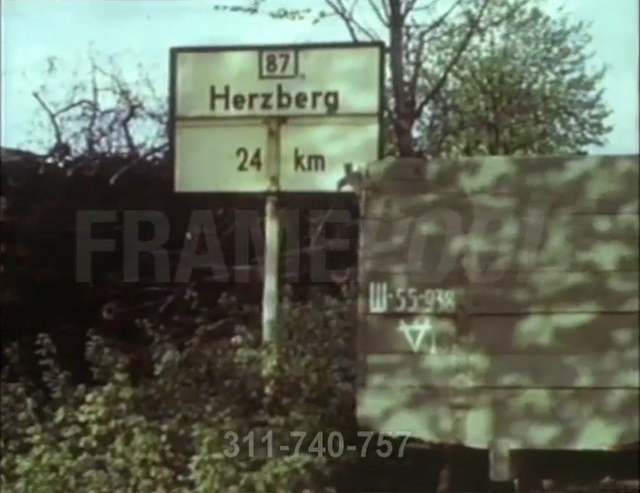 87
Herzberg
24 km
FRAMEPOOL
Ш-55-938
311-740-757